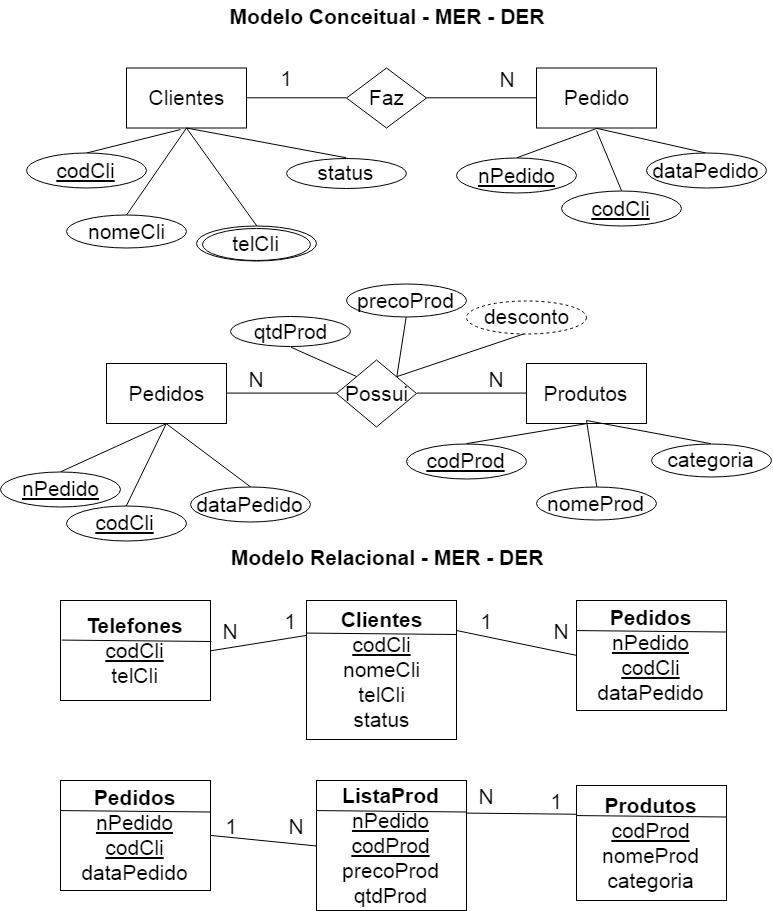 Modelo Conceitual - MER - DER
Clientes
1
Faz
N
Pedido
codCli
nomeCli
telCli
status
nPedido
codCli
dataPedido
qtdProd
precoProd
desconto
Pedidos
N
Possui
N
Produtos
nPedido
codCli
dataPedido
codProd
nomeProd
categoria
Modelo Relacional - MER - DER
Telefones
codCli
telCli
N
1
Clientes
codCli
nomeCli
telCli
status
1
N
Pedidos
nPedido
codCli
dataPedido
Pedidos
nPedido
codCli
dataPedido
1
N
ListaProd
nPedido
codProd
precoProd
qtdProd
N
1
Produtos
codProd
nomeProd
categoria